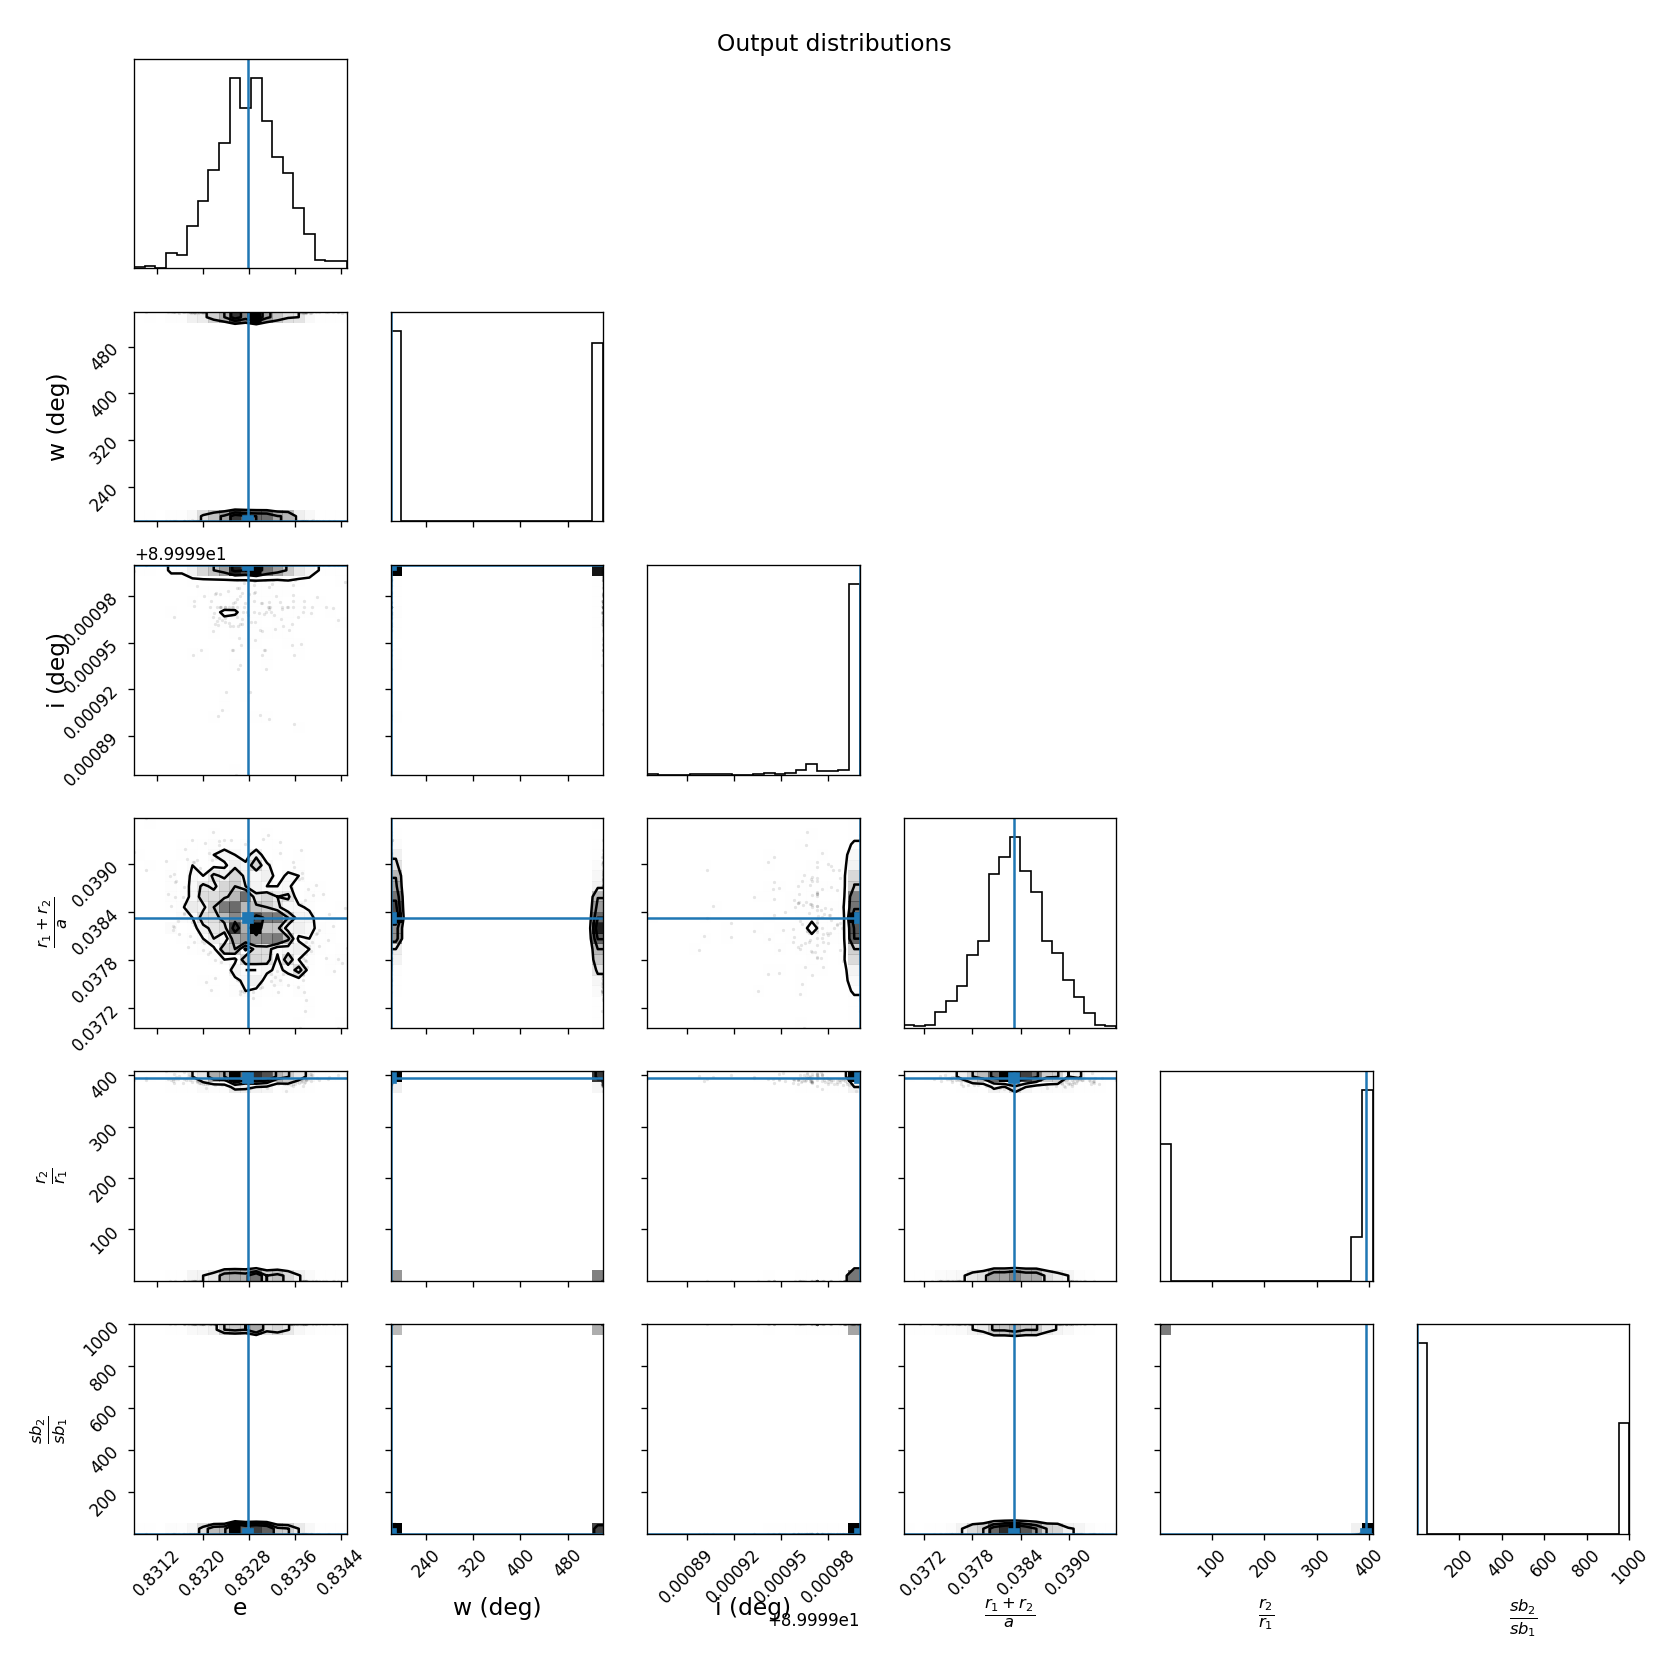 Output distributions
w (deg)
480
400
320
240
+8.9999e1
i (deg)
0.00098
0.00095
0.00092
0.00089
r₁ + r₂
a
0.0390
0.0384
0.0378
0.0372
r₂
r₁
400
300
200
100
sb₂
sb₁
1000
800
600
400
200
0.8312 0.8320 0.8328 0.8336 0.8344
e
240 320 400 480
w (deg)
0.00089 0.00092 0.00095 0.00098
i (deg)
+8.9999e1
0.0372 0.0378 0.0384 0.0390
r₁ + r₂
a
100 200 300 400
r₂
r₁
200 400 600 800 1000
sb₂
sb₁